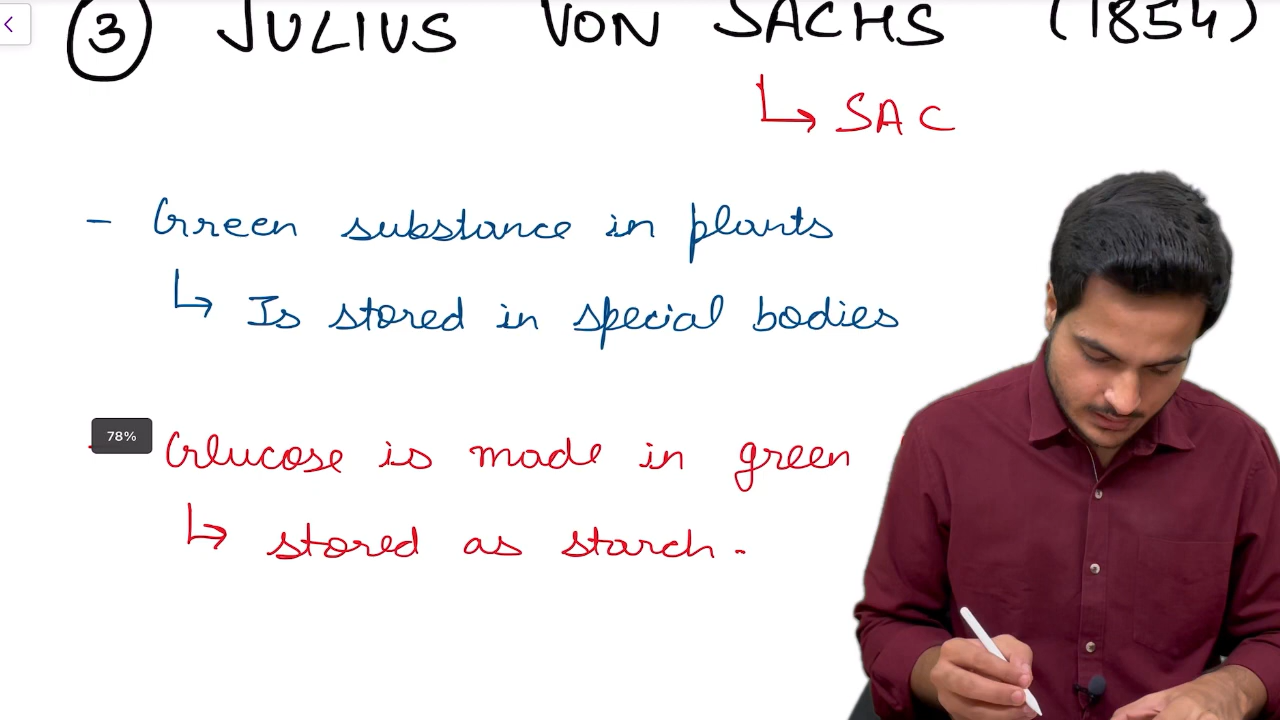 3 JULIUS VON SACHS (1854)
↳ SAC
- Green substance in plants
↳ Is stored in special bodies
78%
- Glucose is made in green
↳ stored as starch.